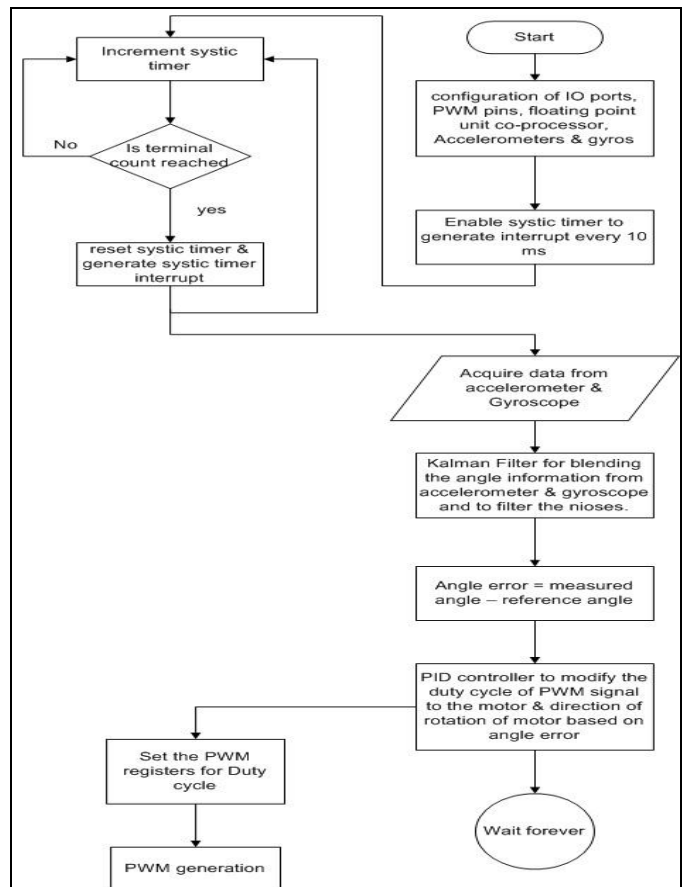 Start
configuration of IO ports,
PWM pins, floating point
unit co-processor,
Accelerometers & gyros
Enable systic timer to
generate interrupt every 10
ms
Increment systic
timer
Is terminal
count reached
No
yes
reset systic timer &
generate systic timer
interrupt
Acquire data from
accelerometer &
Gyroscope
Kalman Filter for blending
the angle information from
accelerometer & gyroscope
and to filter the nioses.
Angle error = measured
angle – reference angle
PID controller to modify the
duty cycle of PWM signal
to the motor & direction of
rotation of motor based on
angle error
Set the PWM
registers for Duty
cycle
PWM generation
Wait forever